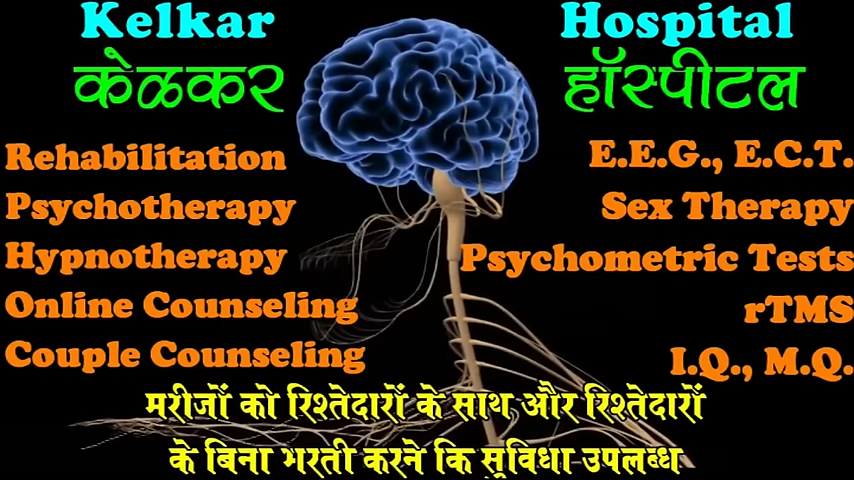 Kelkar Hospital
केळकर हॉस्पीटल
Rehabilitation
Psychotherapy
Hypnotherapy
Online Counseling
Couple Counseling
E.E.G., E.C.T.
Sex Therapy
Psychometric Tests
rTMS
I.Q., M.Q.
मरीजों को रिश्तेदारों के साथ और रिश्तेदारों
के बिना भरती करने कि सुविधा उपलब्ध